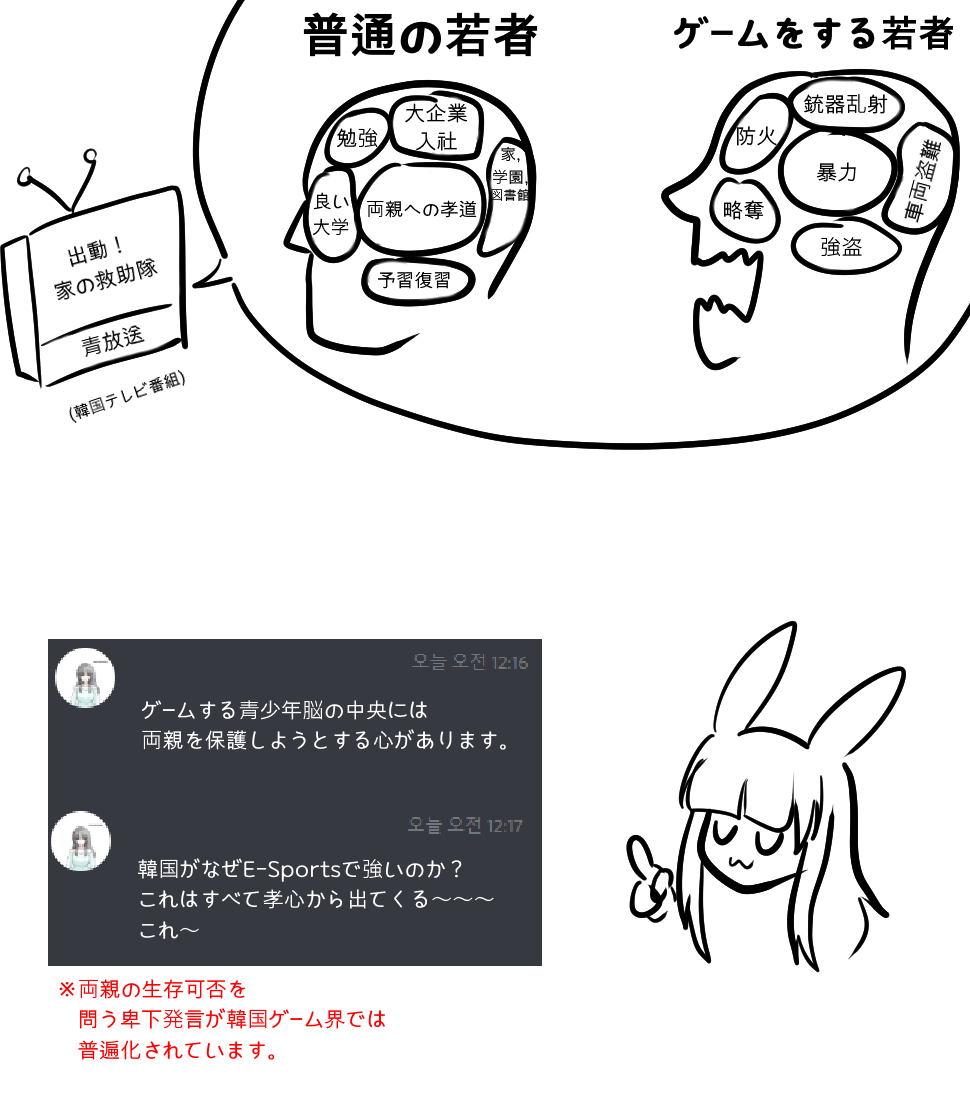 普通の若者
ゲームをする若者
勉強
大企業
入社
良い
大学
両親への孝道
家,
学園,
図書館
予習復習
銃器乱射
防火
暴力
車両盗難
略奪
強盗
出動！
家の救助隊
青放送
(韓国テレビ番組)
오늘 오전 12:16
ゲームする青少年脳の中央には
両親を保護しようとする心があります。
오늘 오전 12:17
韓国がなぜE-Sportsで強いのか？
これはすべて孝心から出てくる～～～
これ～
※両親の生存可否を
問う卑下発言が韓国ゲーム界では
普遍化されています。